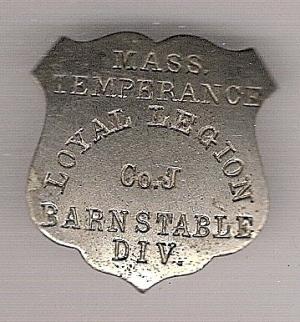 MASS.
TEMPERANCE
LOYAL LEGION
Co. J
BARNSTABLE
DIV.